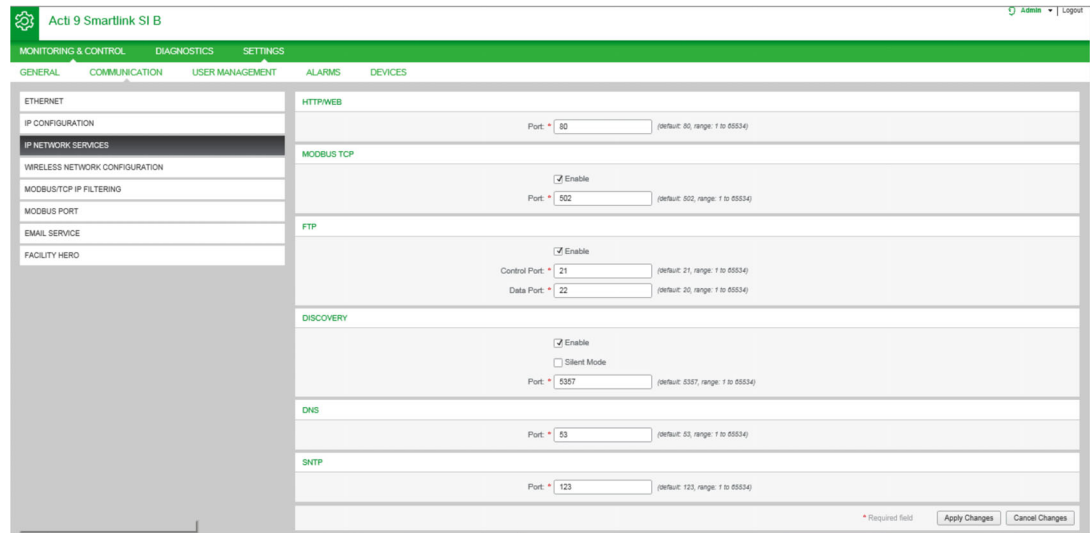 Admin | Logout
Acti 9 Smartlink SI B
MONITORING & CONTROL DIAGNOSTICS SETTINGS
GENERAL COMMUNICATION USER MANAGEMENT ALARMS DEVICES
ETHERNET
IP CONFIGURATION
IP NETWORK SERVICES
WIRELESS NETWORK CONFIGURATION
MODBUS/TCP IP FILTERING
MODBUS PORT
EMAIL SERVICE
FACILITY HERO
HTTP/WEB
Port: * 80 (default: 80, range: 1 to 65534)
MODBUS TCP
Enable
Port: * 502 (default: 502, range: 1 to 65534)
FTP
Enable
Control Port: * 21 (default: 21, range: 1 to 65534)
Data Port: * 22 (default: 20, range: 1 to 65534)
DISCOVERY
Enable
Silent Mode
Port: * 5357 (default: 5357, range: 1 to 65534)
DNS
Port: * 53 (default: 53, range: 1 to 65534)
SNTP
Port: * 123 (default: 123, range: 1 to 65534)
* Required field Apply Changes Cancel Changes